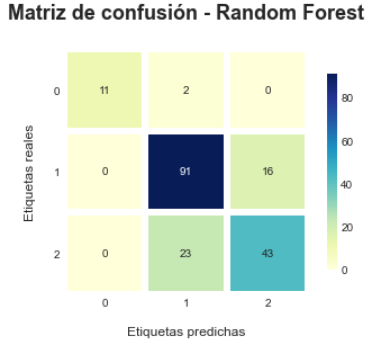 Matriz de confusión - Random Forest
0 11 2 0
1 0 91 16
2 0 23 43
0 1 2
Etiquetas reales
Etiquetas predichas
80
60
40
20
0